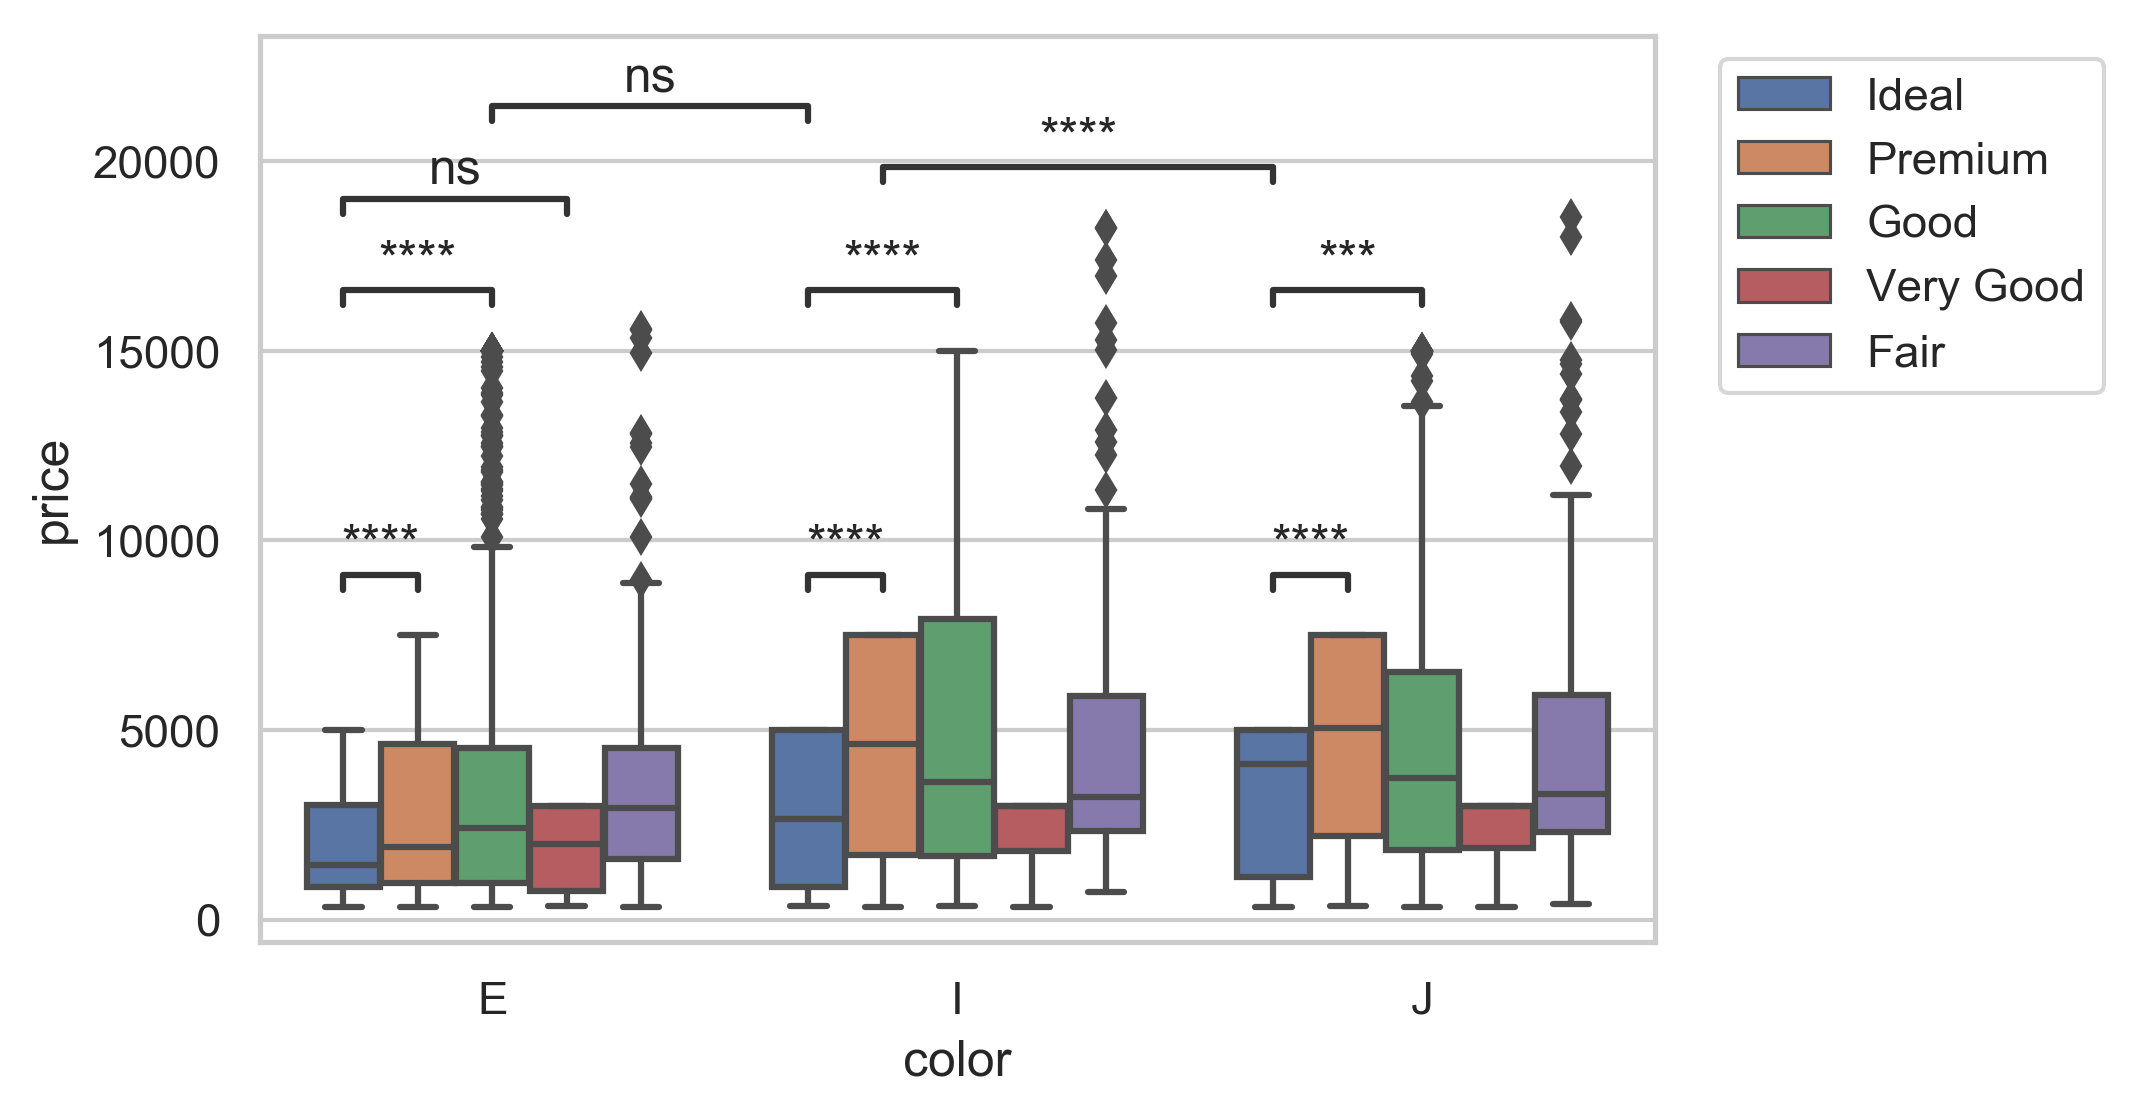 ns
****
20000
ns
****
****
***
15000
10000
****
****
****
5000
0
price
E
I
J
color
Ideal
Premium
Good
Very Good
Fair